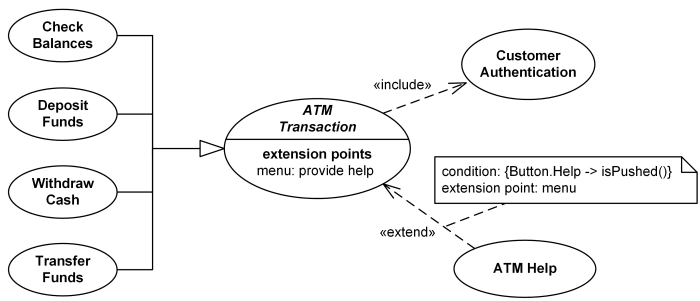 Check
Balances
Deposit
Funds
Withdraw
Cash
Transfer
Funds
ATM
Transaction
extension points
menu: provide help
«include»
Customer
Authentication
condition: {Button.Help -> isPushed()}
extension point: menu
«extend»
ATM Help